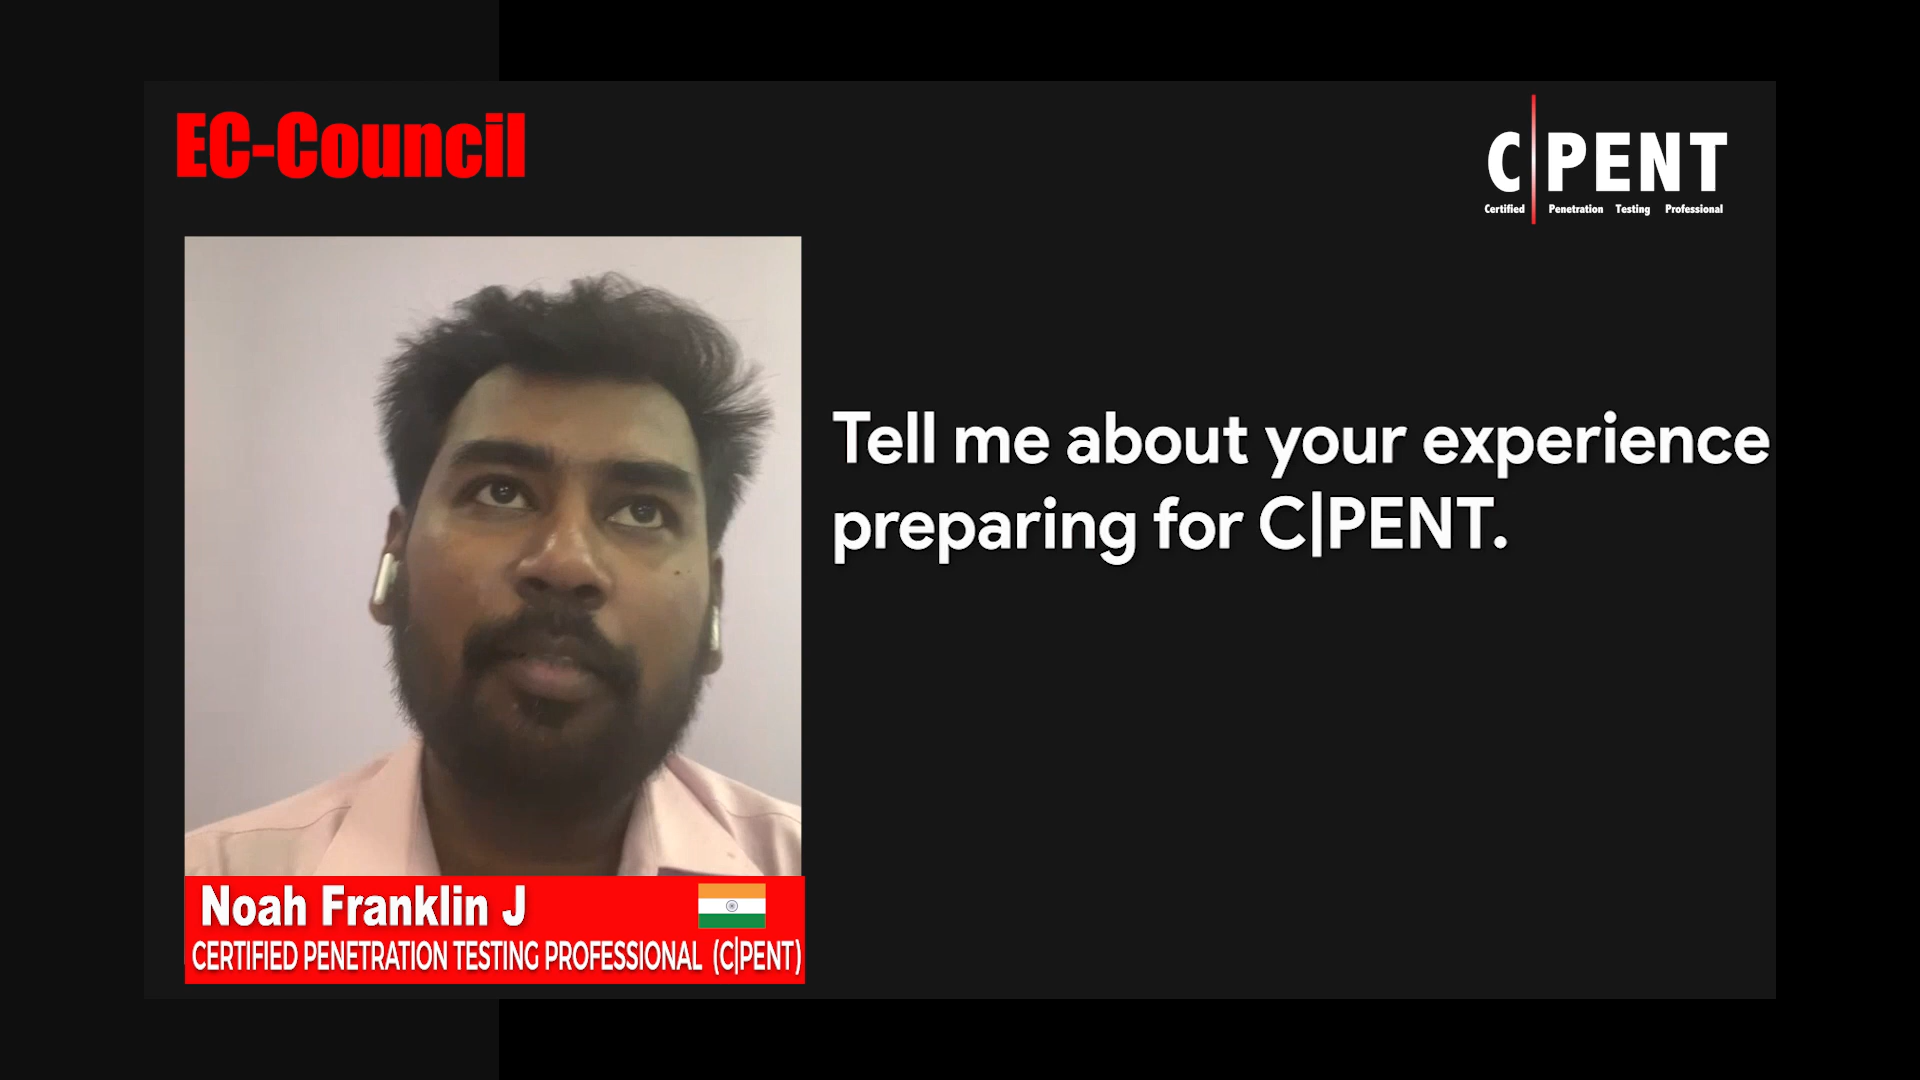 EC-Council
C|PENT
Certified Penetration Testing Professional
Tell me about your experience
preparing for C|PENT.
Noah Franklin J
CERTIFIED PENETRATION TESTING PROFESSIONAL (C|PENT)